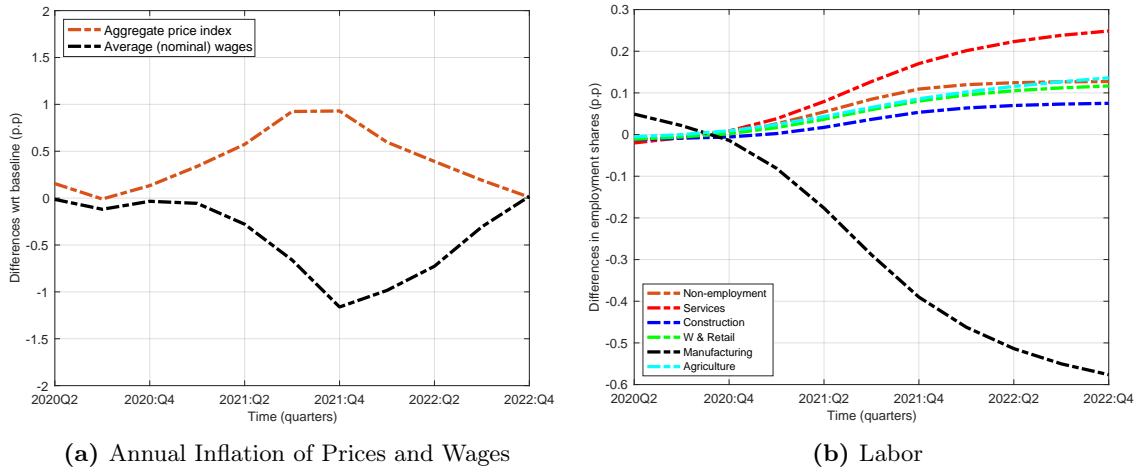 2
1.5
1
0.5
0
-0.5
-1
-1.5
-2
Differences wrt baseline (p.p)
Aggregate price index
Average (nominal) wages
2020Q2
2020:Q4
2021:Q2
2021:Q4
2022:Q2
2022:Q4
Time (quarters)
(a) Annual Inflation of Prices and Wages
0.3
0.2
0.1
0
-0.1
-0.2
-0.3
-0.4
-0.5
-0.6
Differences in employment shares (p.p)
Non-employment
Services
Construction
W & Retail
Manufacturing
Agriculture
2020:Q2
2020:Q4
2021:Q2
2021:Q4
2022:Q2
2022:Q4
Time (quarters)
(b) Labor